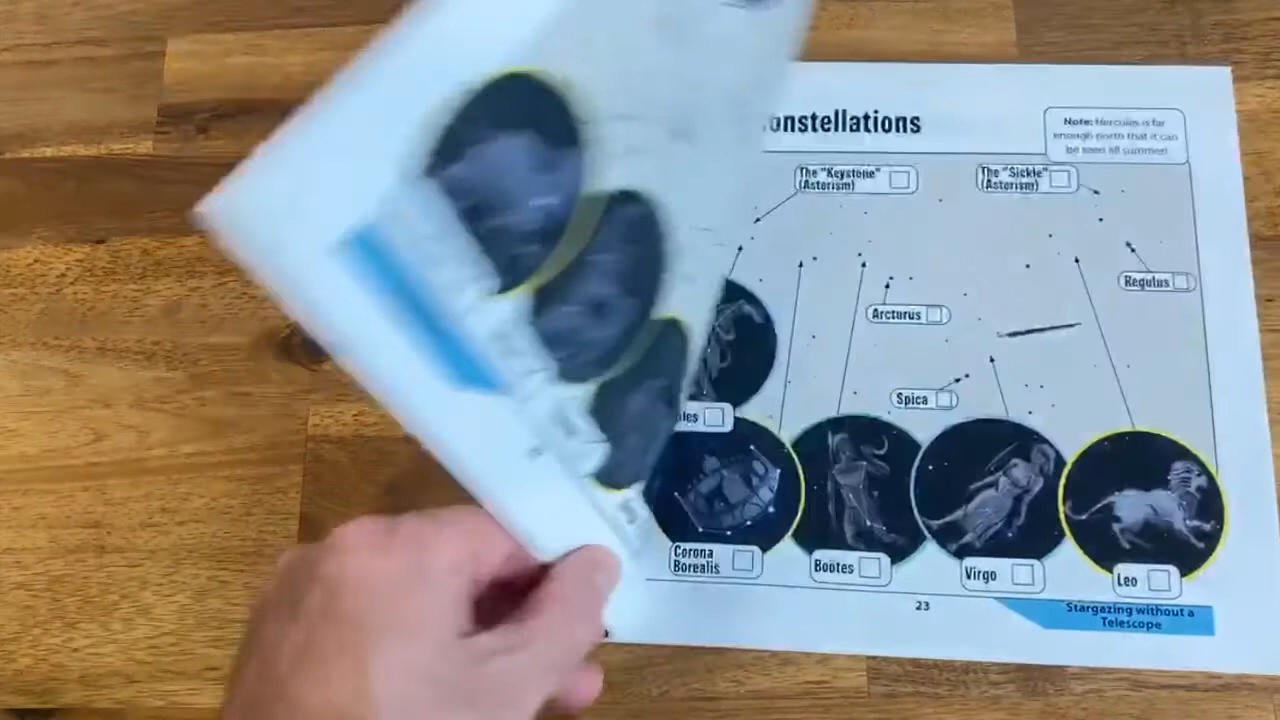 onstellations
Note: Hercules is far
enough north that it can
be seen all summer!
The "Keystone"
(Asterism)
The "Sickle"
(Asterism)
Regulus
Arcturus
Spica
les
Corona
Borealis
Bootes
Virgo
Leo
23
Stargazing without a
Telescope